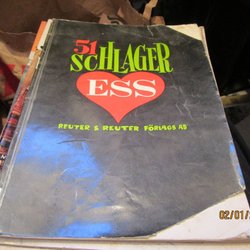 51
SCHLAGER
ESS
REUTER & REUTER FÖRLAGS AB
02/01/